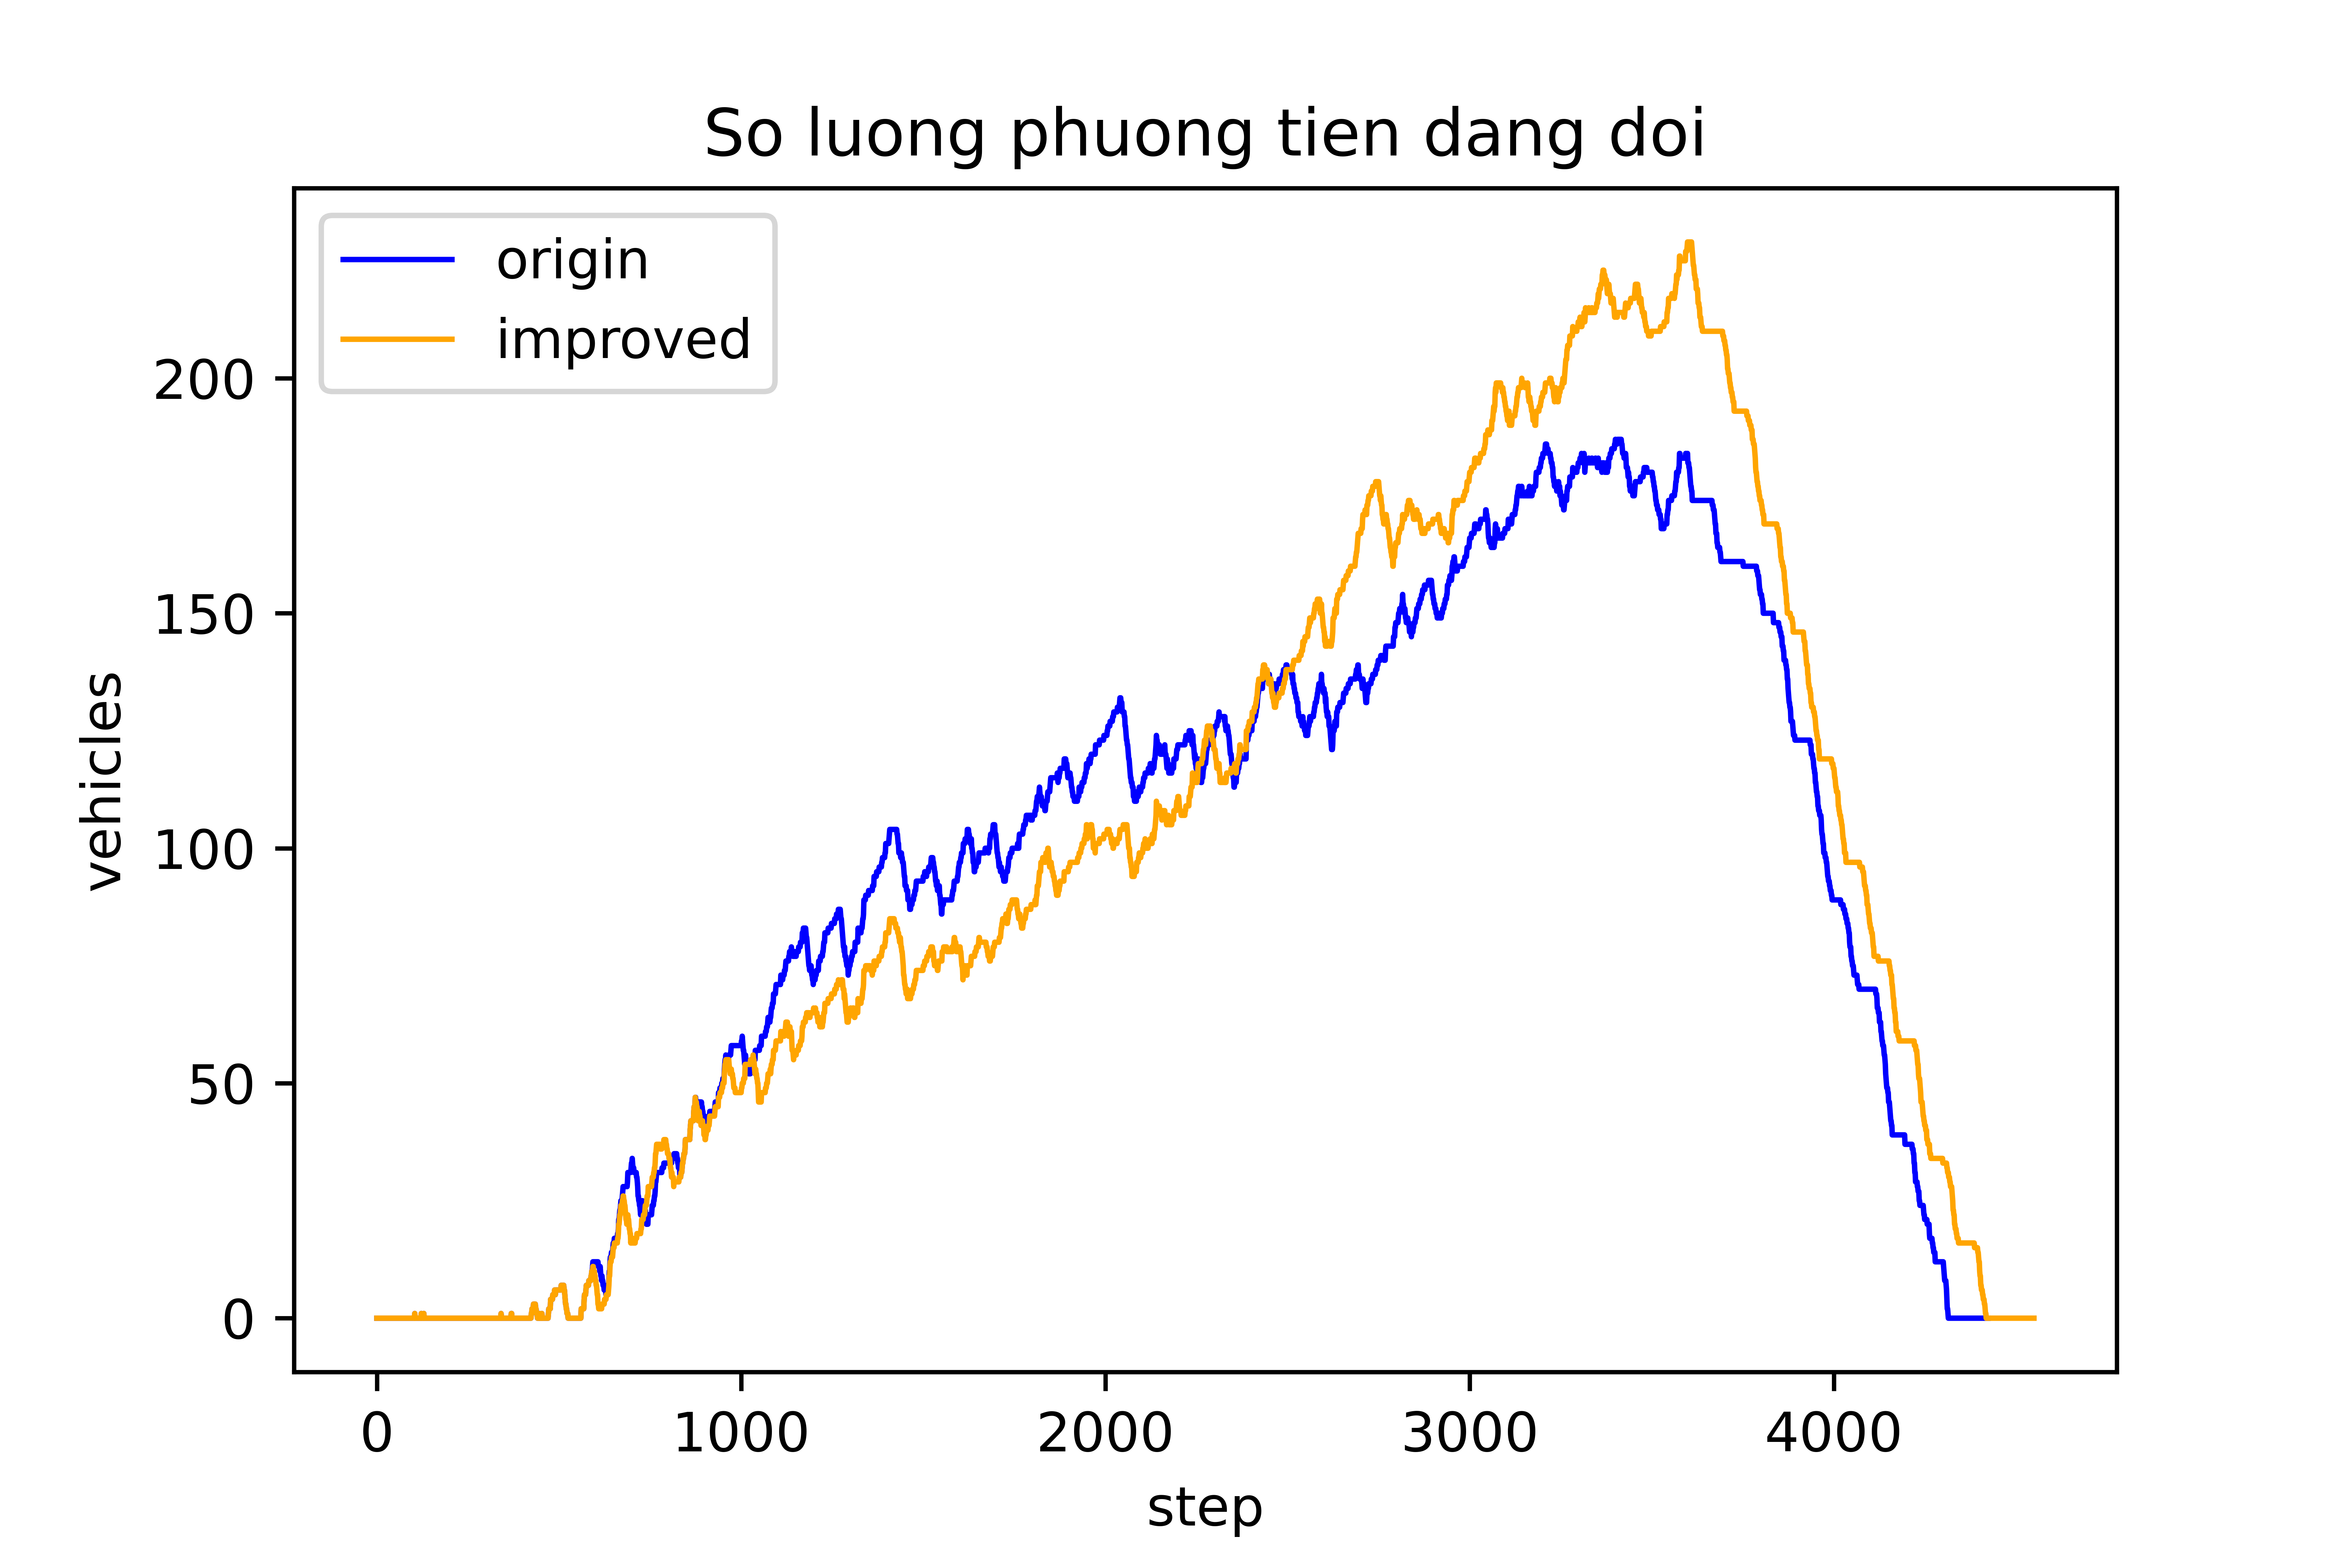 So luong phuong tien dang doi
origin
improved
200
150
100
50
0
vehicles
0 1000 2000 3000 4000
step